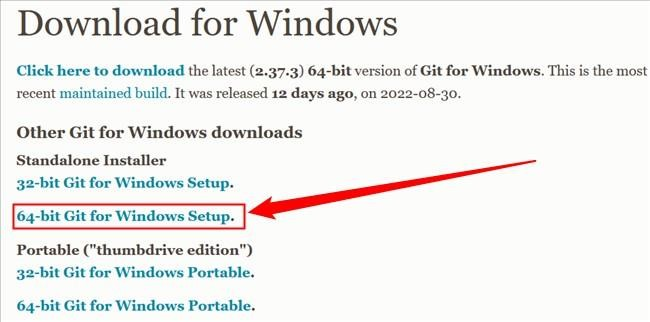 Download for Windows
Click here to download the latest (2.37.3) 64-bit version of Git for Windows. This is the most
recent maintained build. It was released 12 days ago, on 2022-08-30.
Other Git for Windows downloads
Standalone Installer
32-bit Git for Windows Setup.
64-bit Git for Windows Setup.
Portable ("thumbdrive edition")
32-bit Git for Windows Portable.
64-bit Git for Windows Portable.